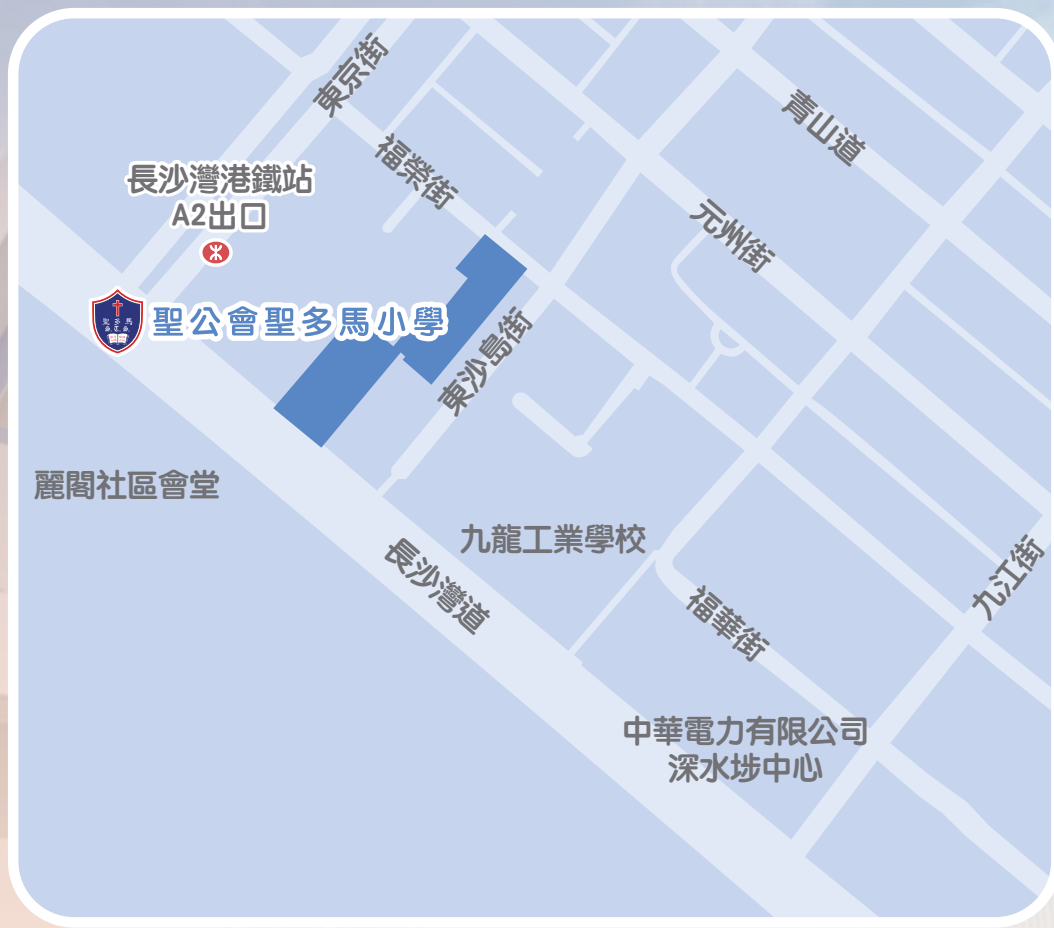 東京街
青山道
福榮街
長沙灣港鐵站
A2出口
元州街
聖多馬
S.T.S.
聖公會聖多馬小學
東沙島街
麗閣社區會堂
九龍工業學校
長沙灣道
九江街
福華街
中華電力有限公司
深水埗中心